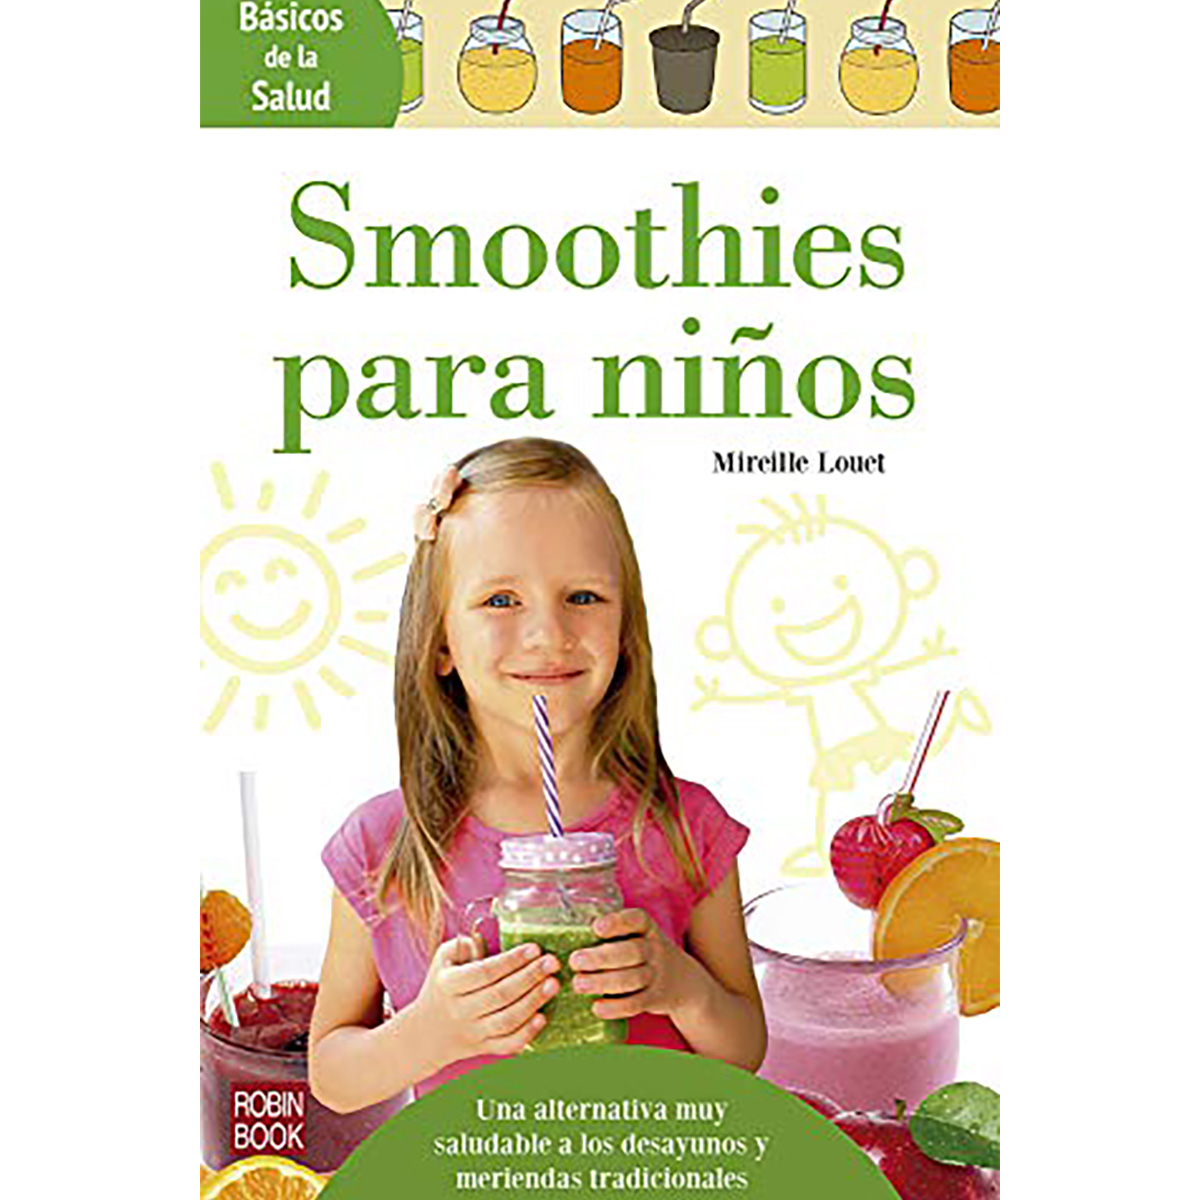 Básicos
de la
Salud
Smoothies
para niños
Mireille Louet
ROBIN
BOOK
Una alternativa muy
saludable a los desayunos y
meriendas tradicionales